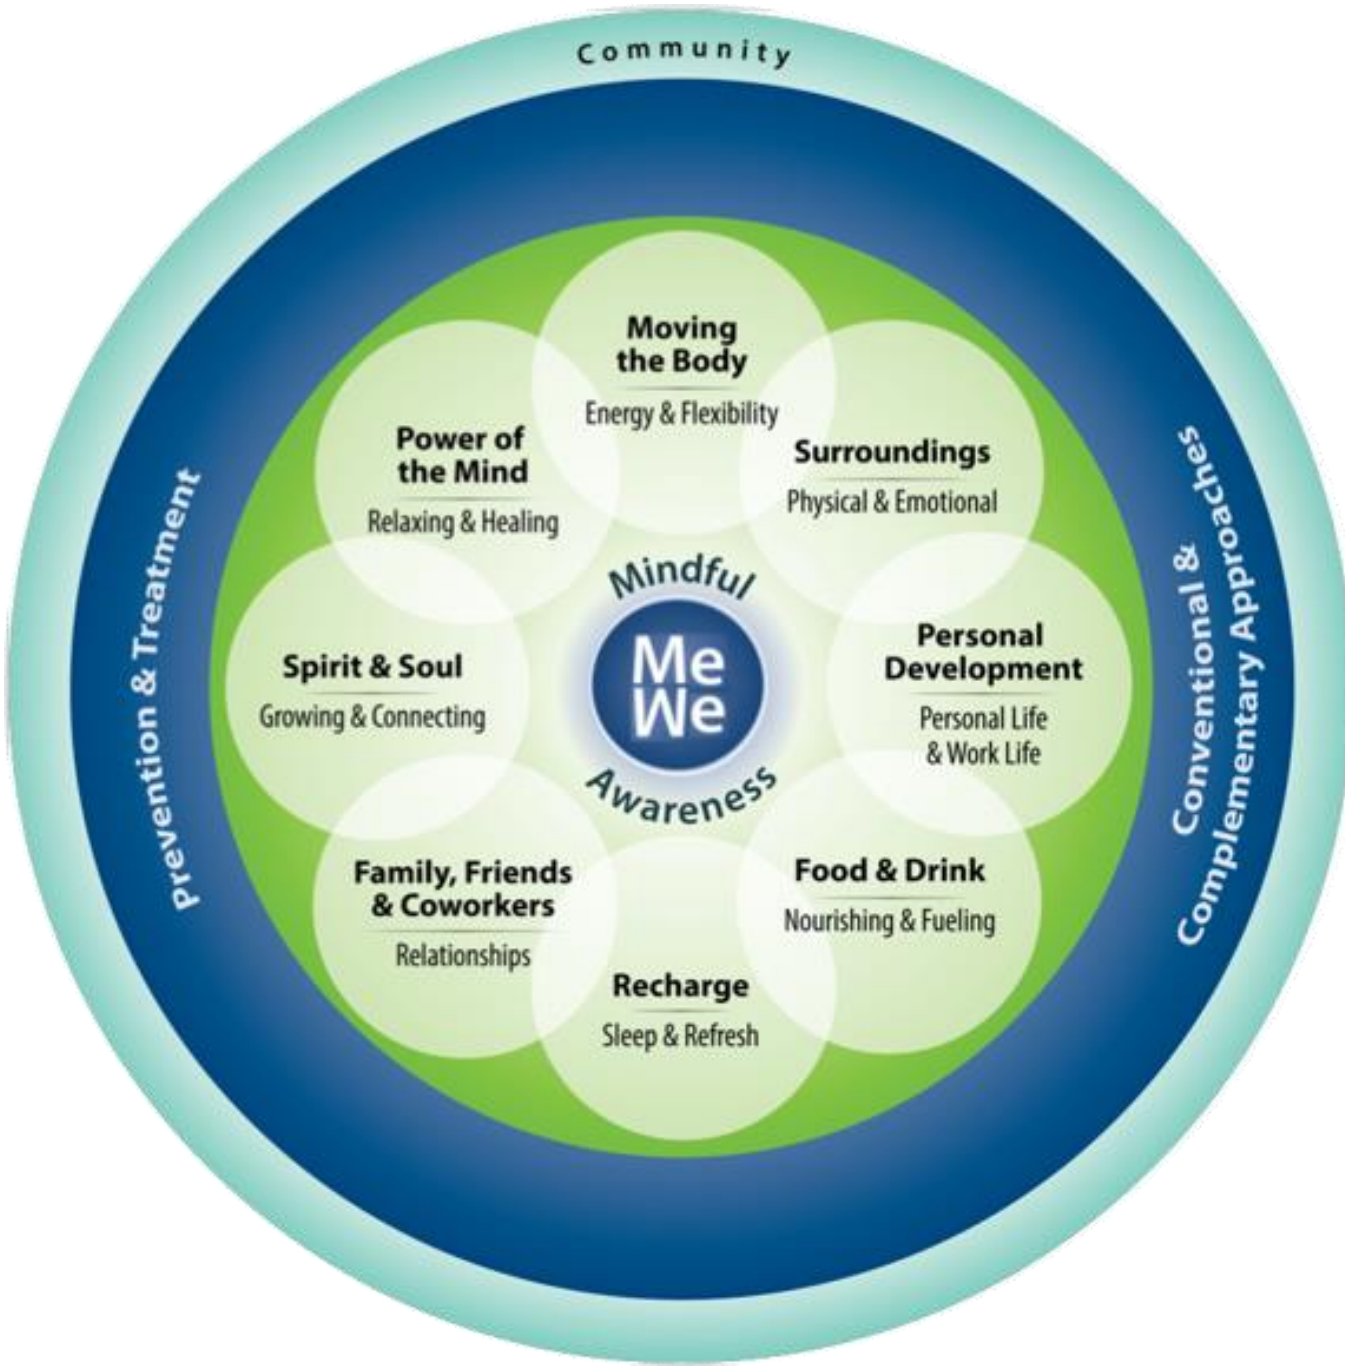 Community
Prevention & Treatment
Conventional &
Complementary Approaches
Moving
the Body
Energy & Flexibility
Surroundings
Physical & Emotional
Personal
Development
Personal Life
& Work Life
Food & Drink
Nourishing & Fueling
Recharge
Sleep & Refresh
Family, Friends
& Coworkers
Relationships
Spirit & Soul
Growing & Connecting
Power of
the Mind
Relaxing & Healing
Mindful
Me
We
Awareness